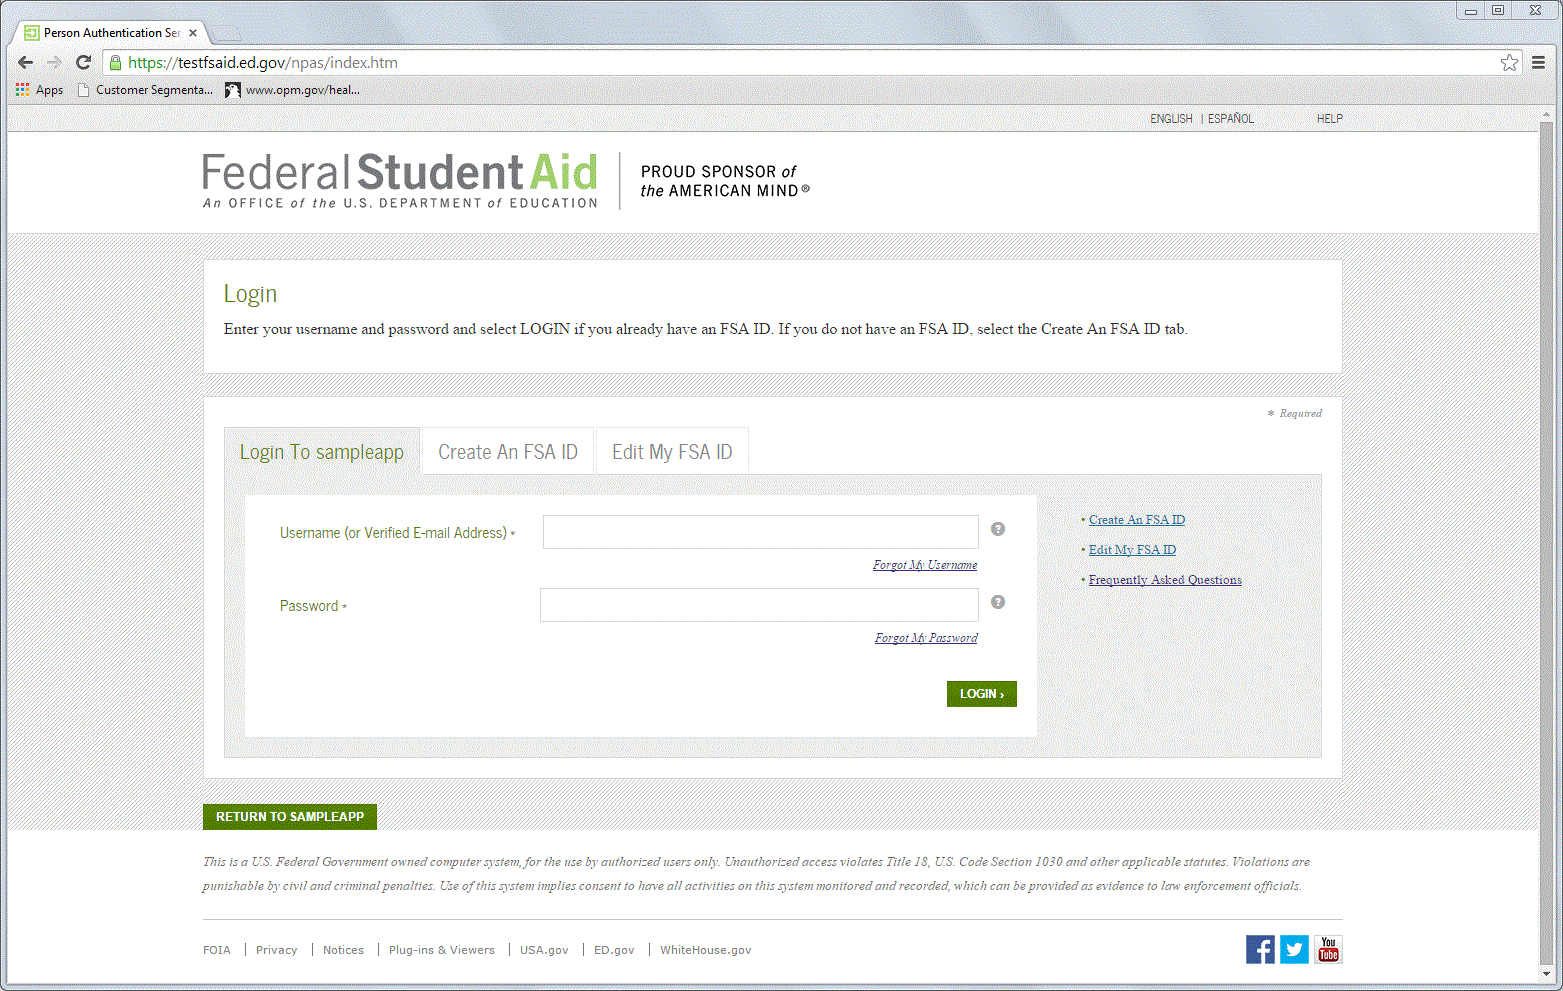 Person Authentication Ser
https://testfsaid.ed.gov/npas/index.htm
Apps Customer Segmenta... www.opm.gov/heal...
ENGLISH | ESPAÑOL HELP
Federal Student Aid PROUD SPONSOR of
the AMERICAN MIND®
An OFFICE of the U.S. DEPARTMENT of EDUCATION
Login
Enter your username and password and select LOGIN if you already have an FSA ID. If you do not have an FSA ID, select the Create An FSA ID tab.
* Required
Login To sampleapp Create An FSA ID Edit My FSA ID
Username (or Verified E-mail Address) * ?
Forgot My Username
Password * ?
Forgot My Password
LOGIN ›
• Create An FSA ID
• Edit My FSA ID
• Frequently Asked Questions
RETURN TO SAMPLEAPP
This is a U.S. Federal Government owned computer system, for the use by authorized users only. Unauthorized access violates Title 18, U.S. Code Section 1030 and other applicable statutes. Violations are
punishable by civil and criminal penalties. Use of this system implies consent to have all activities on this system monitored and recorded, which can be provided as evidence to law enforcement officials.
FOIA | Privacy | Notices | Plug-ins & Viewers | USA.gov | ED.gov | WhiteHouse.gov
f You
Tube